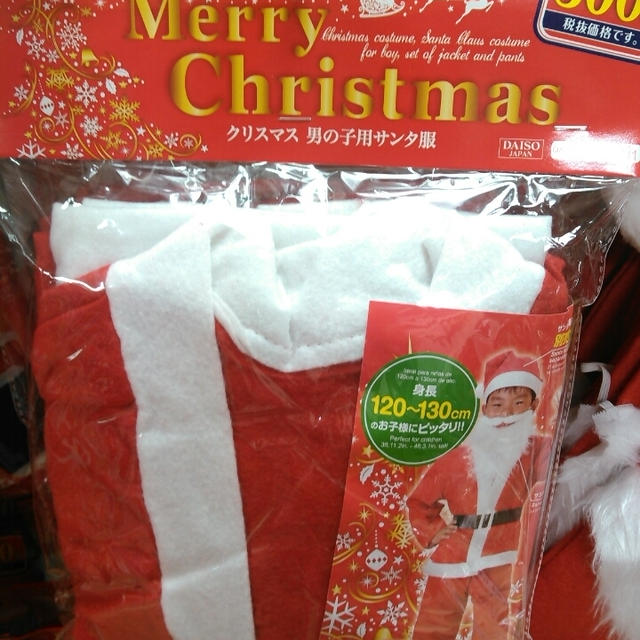 Merry
Christmas costume, Santa Claus costume
for boy, set of jacket and pants
Christmas
クリスマス 男の子用サンタ服
DAISO
JAPAN
税抜価格です。
身長
120～130cm
のお子様にピッタリ!!
Perfect for children